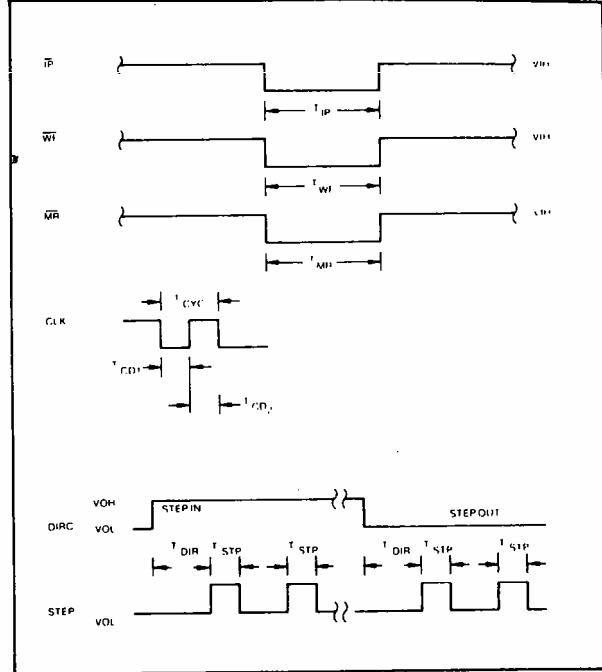 IP VIH
T IP
WF VIH
T WF
MR VIH
T MR
T CYC
CLK
T CD1
T CD2
VOH STEP IN
DIRC VOL STEP OUT
T DIR T STP T STP T DIR T STP T STP
STEP VOL